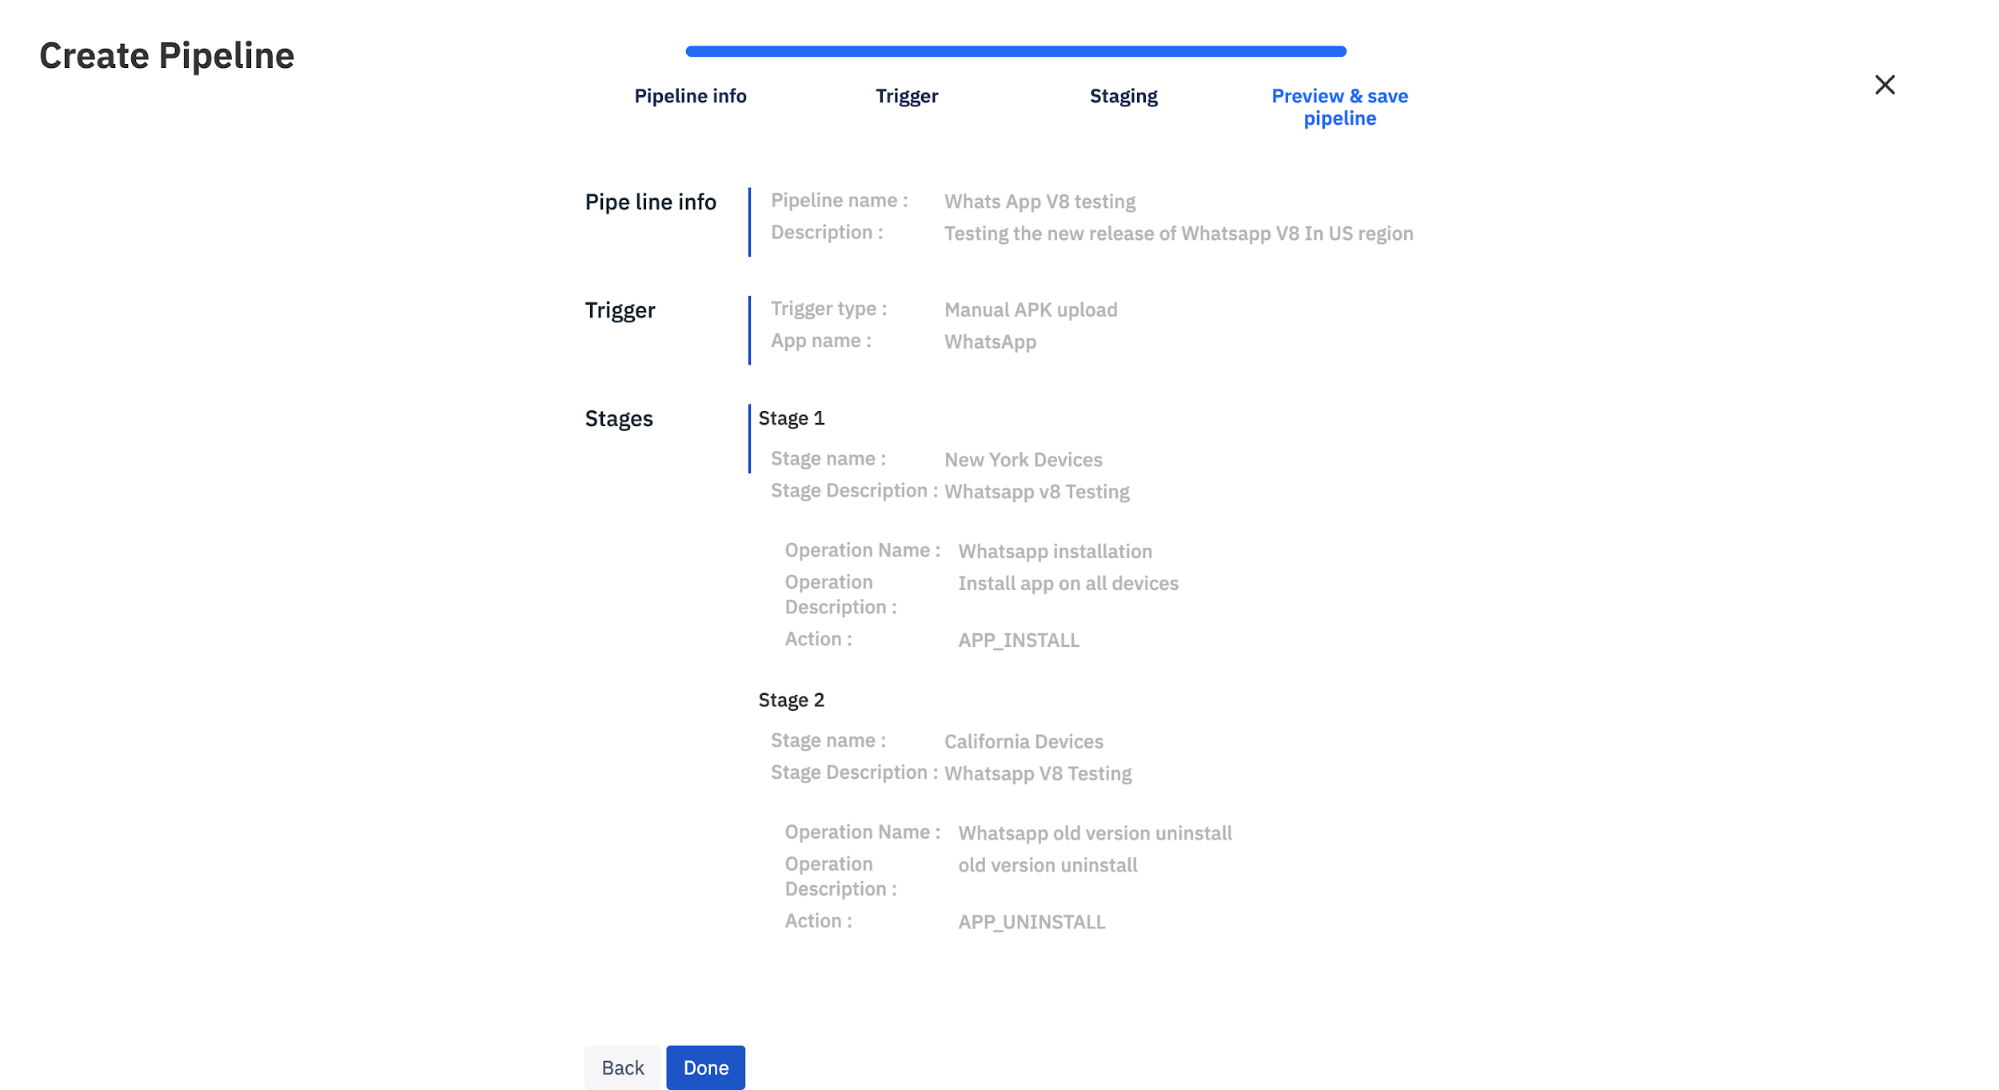 Create Pipeline
Pipeline info
Trigger
Staging
Preview & save
pipeline
Pipe line info
Pipeline name :
Whats App V8 testing
Description :
Testing the new release of Whatsapp V8 In US region
Trigger
Trigger type :
Manual APK upload
App name :
WhatsApp
Stages
Stage 1
Stage name :
New York Devices
Stage Description :
Whatsapp v8 Testing
Operation Name :
Whatsapp installation
Operation
Description :
Install app on all devices
Action :
APP_INSTALL
Stage 2
Stage name :
California Devices
Stage Description :
Whatsapp V8 Testing
Operation Name :
Whatsapp old version uninstall
Operation
Description :
old version uninstall
Action :
APP_UNINSTALL
Back
Done